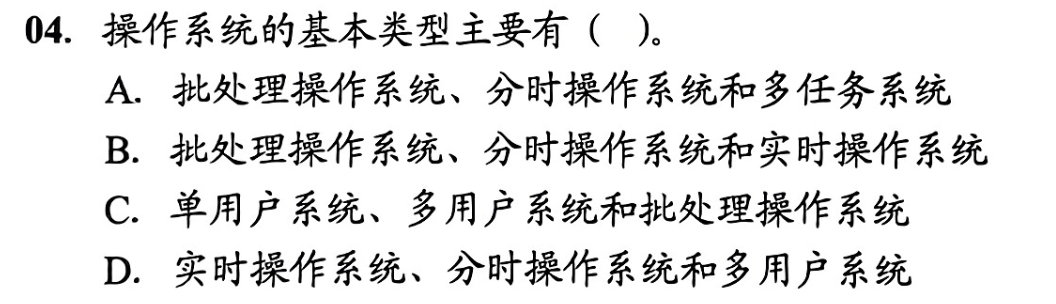 04. 操作系统的基本类型主要有（ ）。
A. 批处理操作系统、分时操作系统和多任务系统
B. 批处理操作系统、分时操作系统和实时操作系统
C. 单用户系统、多用户系统和批处理操作系统
D. 实时操作系统、分时操作系统和多用户系统